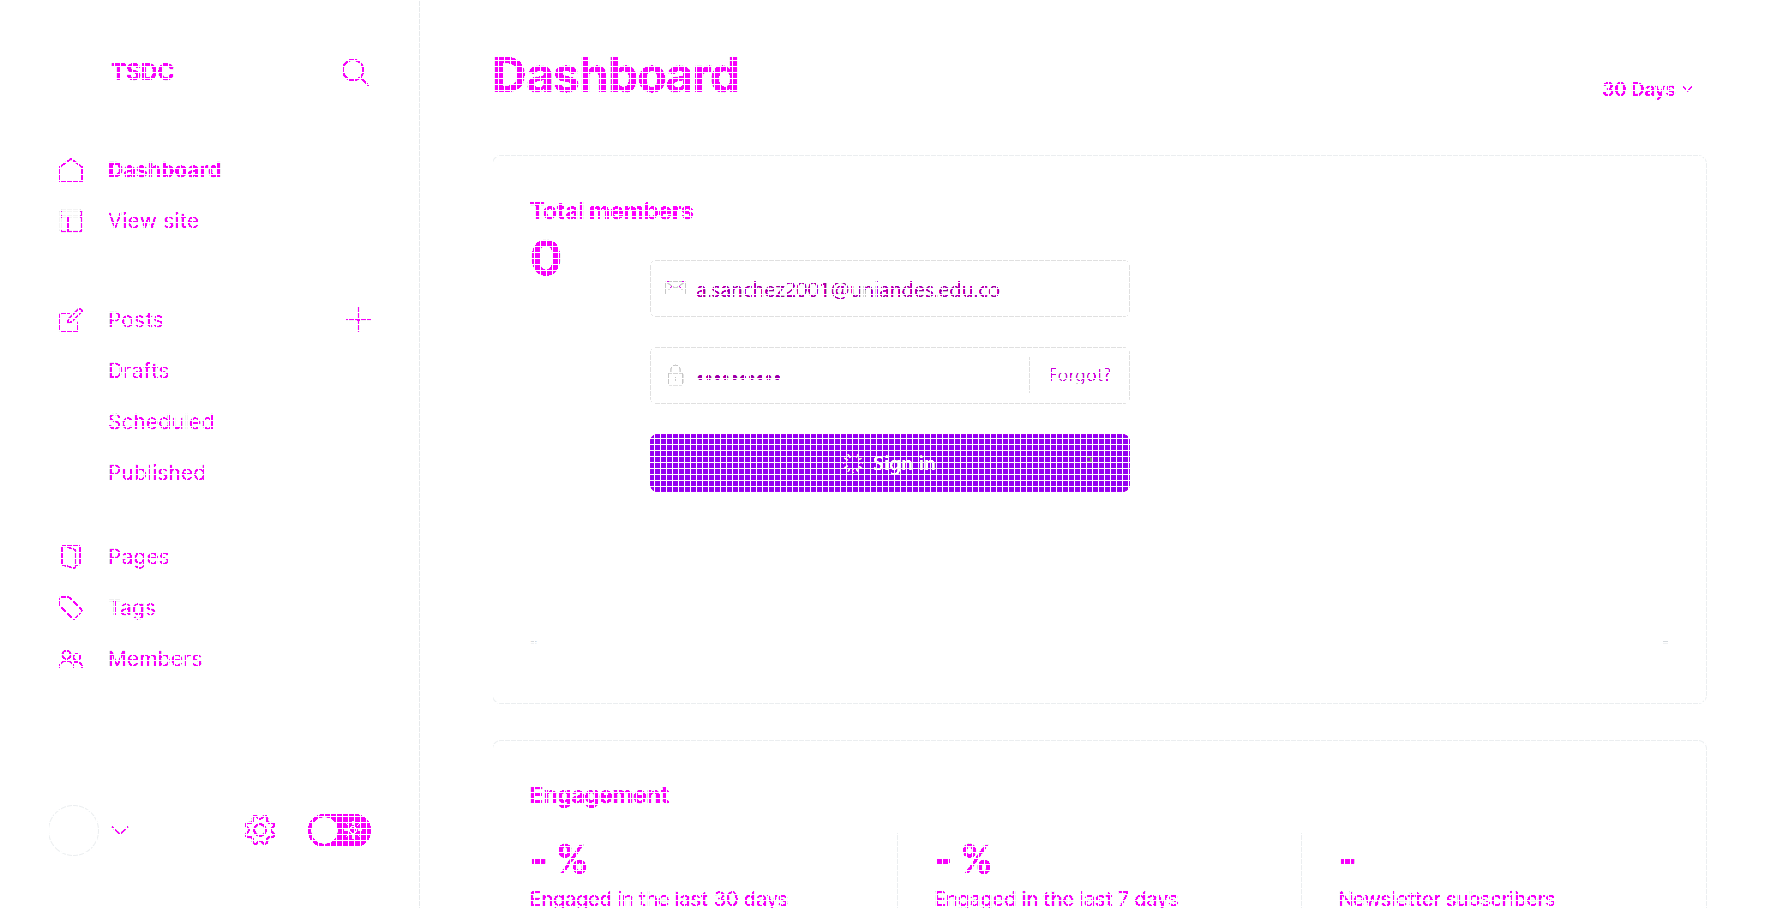 TSDC
Dashboard
View site
Posts
Drafts
Scheduled
Published
Pages
Tags
Members
Dashboard
30 Days
Total members
0
a.sanchez2001@uniandes.edu.co
••••••••••
Forgot?
Sign in
Engagement
- %
Engaged in the last 30 days
- %
Engaged in the last 7 days
-
Newsletter subscribers